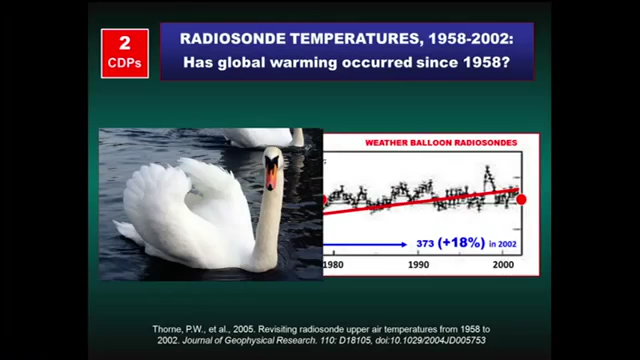 2
CDPs
RADIOSONDE TEMPERATURES, 1958-2002:
Has global warming occurred since 1958?
WEATHER BALLOON RADIOSONDES
373 (+18%) in 2002
1980 1990 2000
Thorne, P.W., et al., 2005. Revisiting radiosonde upper air temperatures from 1958 to
2002. Journal of Geophysical Research. 110: D18105, doi:10.1029/2004JD005753